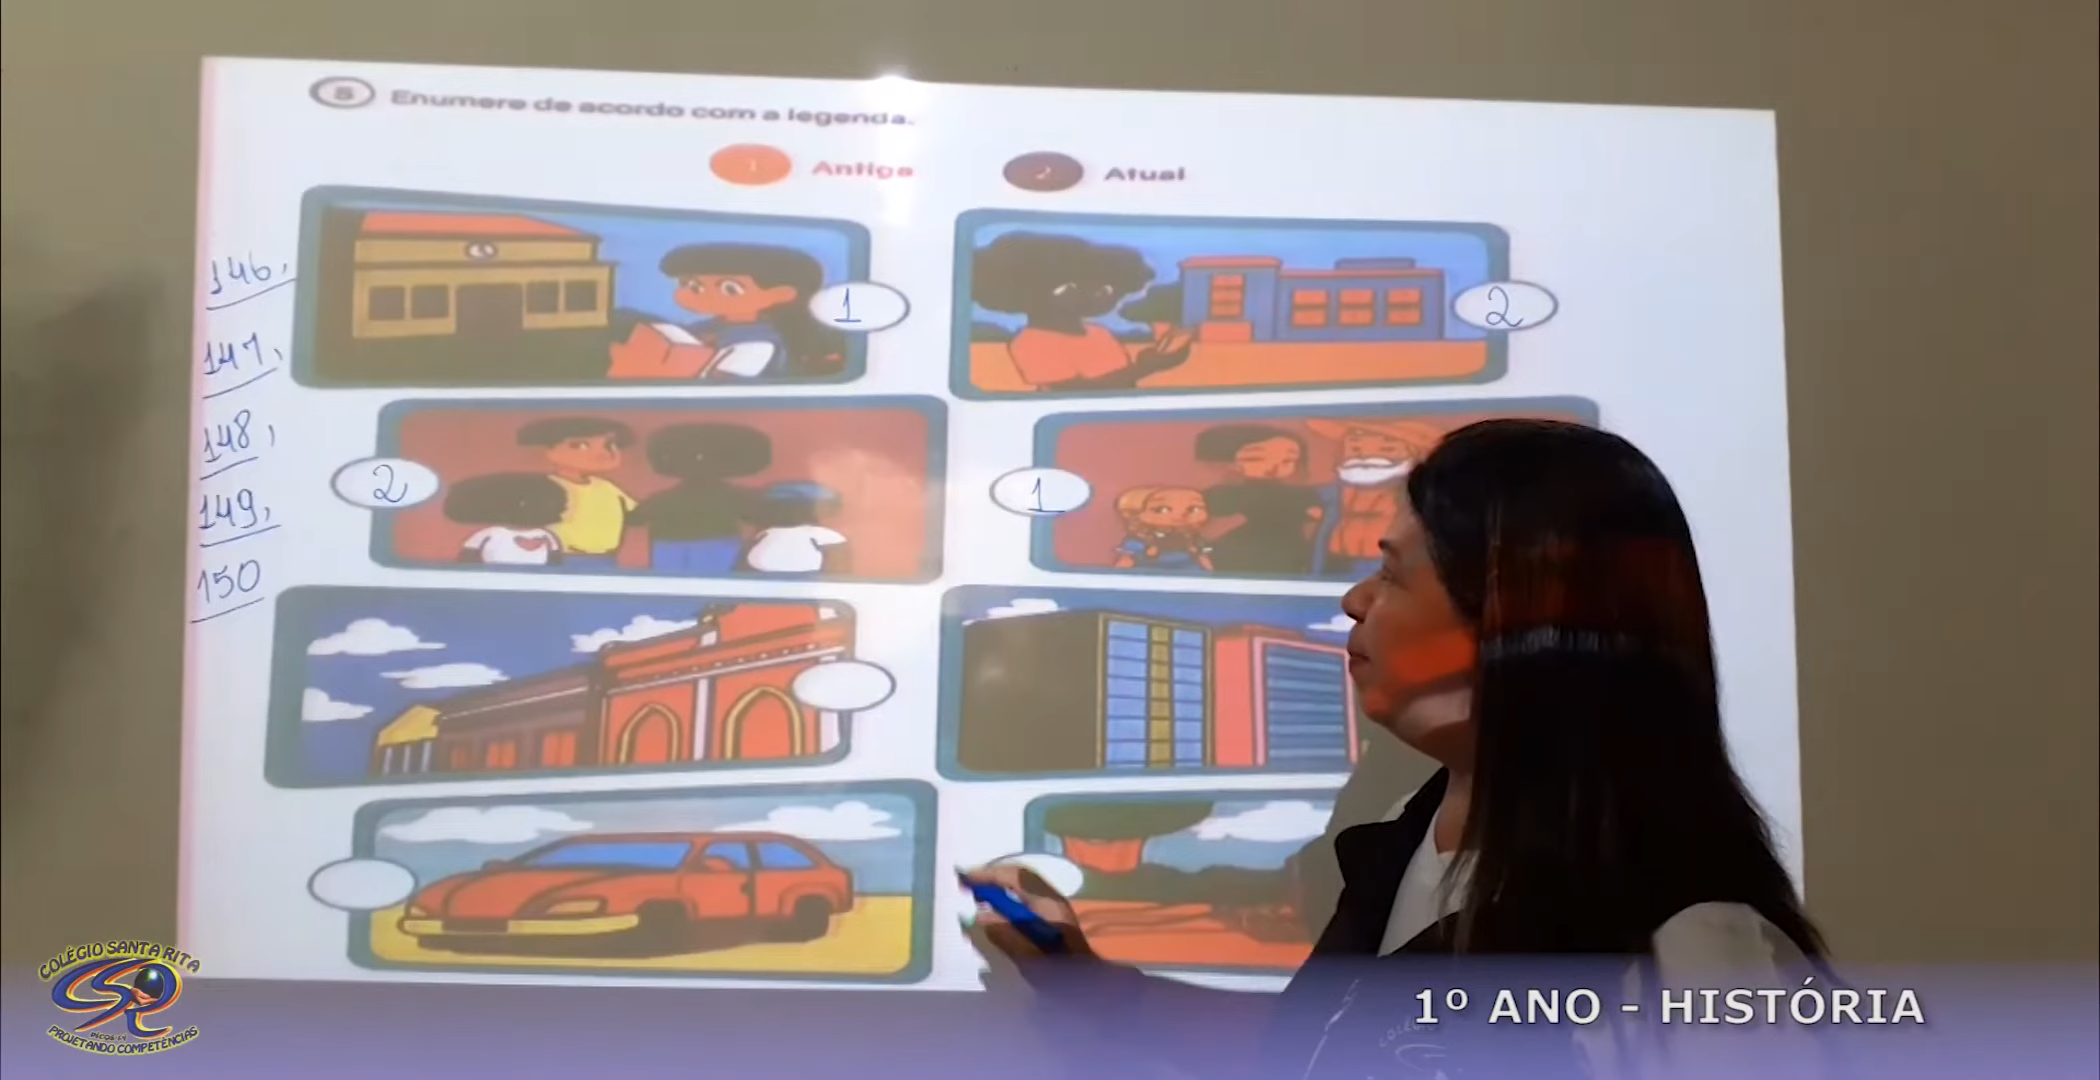 5 Enumere de acordo com a legenda.
1 Antiga 2 Atual
146,
147,
148,
149,
150
1
2
2
1
COLÉGIO SANTA RITA
PROJETANDO COMPETÊNCIAS
1º ANO - HISTÓRIA